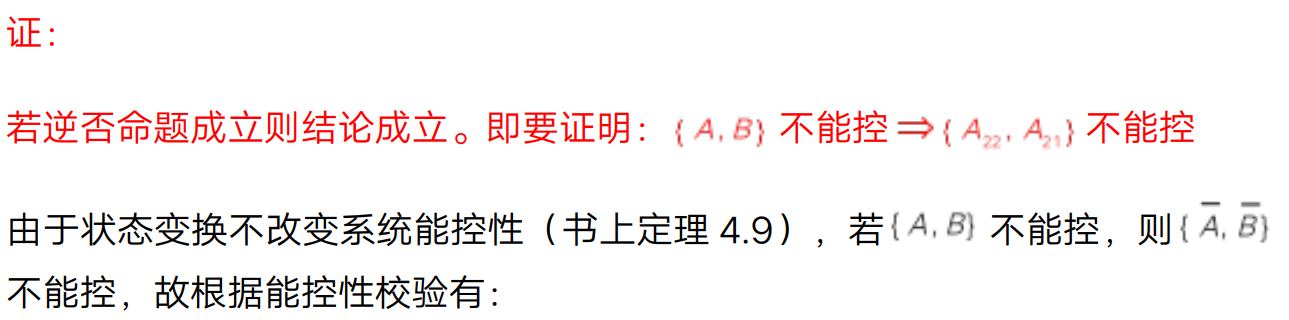 证：
若逆否命题成立则结论成立。即要证明：{ A, B} 不能控⇒{ A₂₂, A₂₁} 不能控
由于状态变换不改变系统能控性（书上定理 4.9），若{ A, B} 不能控，则{ A̅, B̅}
不能控，故根据能控性校验有：